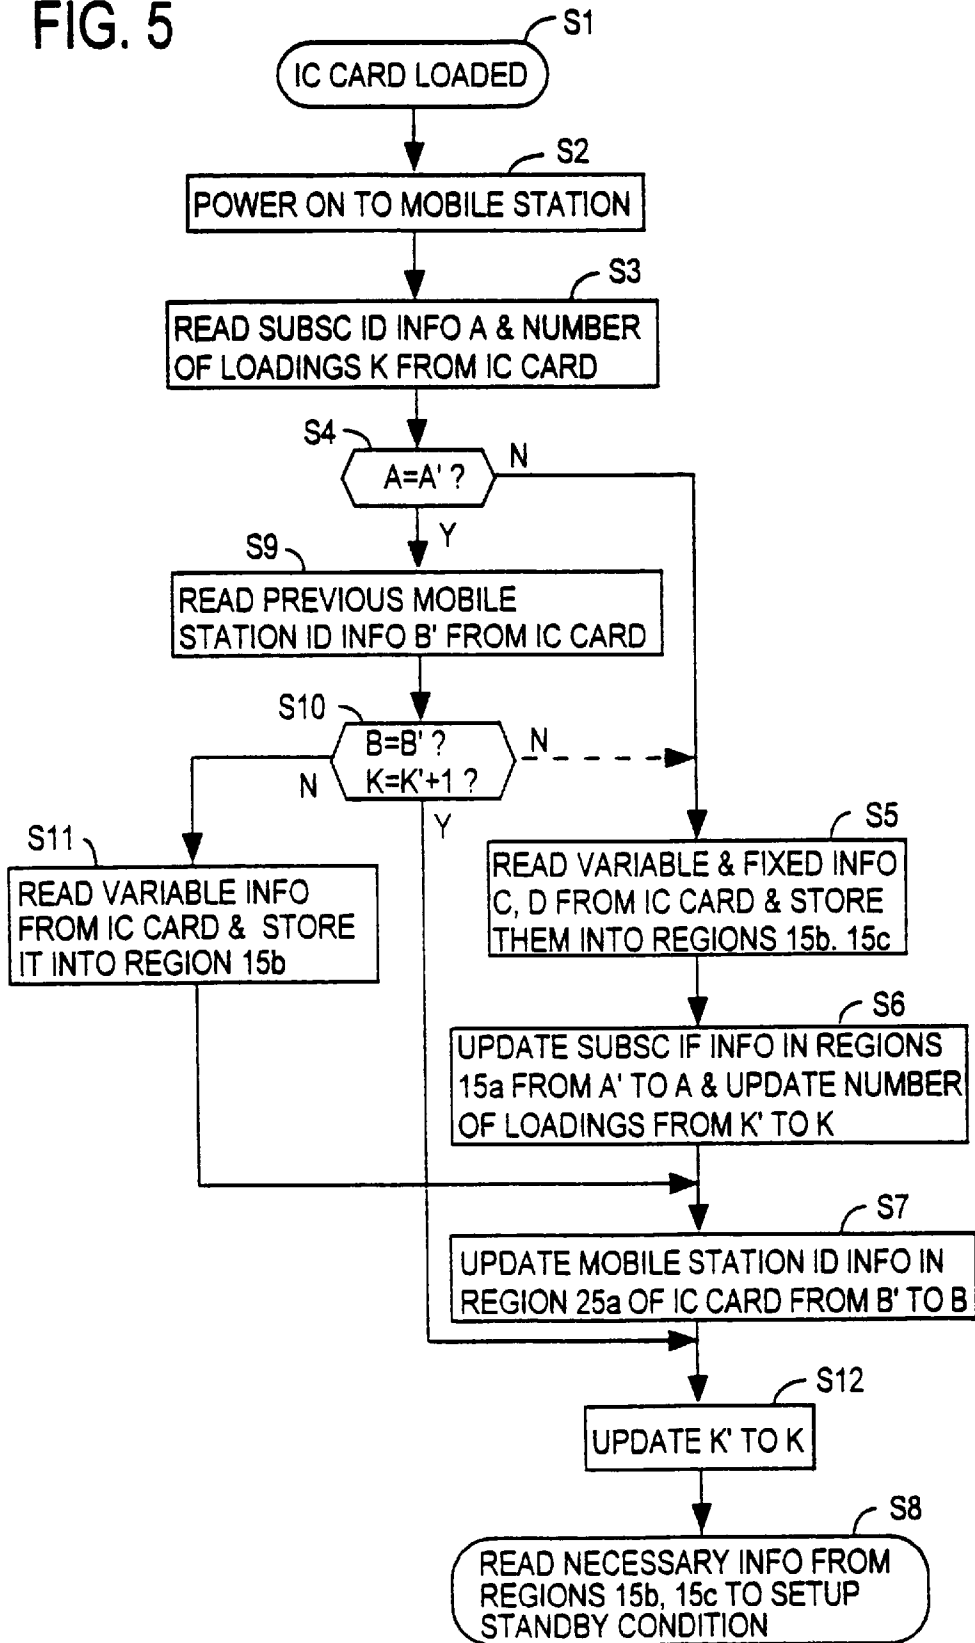 FIG. 5
S1
IC CARD LOADED
S2
POWER ON TO MOBILE STATION
S3
READ SUBSC ID INFO A & NUMBER
OF LOADINGS K FROM IC CARD
S4
A=A' ?
N
Y
S9
READ PREVIOUS MOBILE
STATION ID INFO B' FROM IC CARD
S10
B=B' ?
K=K'+1 ?
N
N
Y
S11
READ VARIABLE INFO
FROM IC CARD & STORE
IT INTO REGION 15b
S5
READ VARIABLE & FIXED INFO
C, D FROM IC CARD & STORE
THEM INTO REGIONS 15b. 15c
S6
UPDATE SUBSC IF INFO IN REGIONS
15a FROM A' TO A & UPDATE NUMBER
OF LOADINGS FROM K' TO K
S7
UPDATE MOBILE STATION ID INFO IN
REGION 25a OF IC CARD FROM B' TO B
S12
UPDATE K' TO K
S8
READ NECESSARY INFO FROM
REGIONS 15b, 15c TO SETUP
STANDBY CONDITION